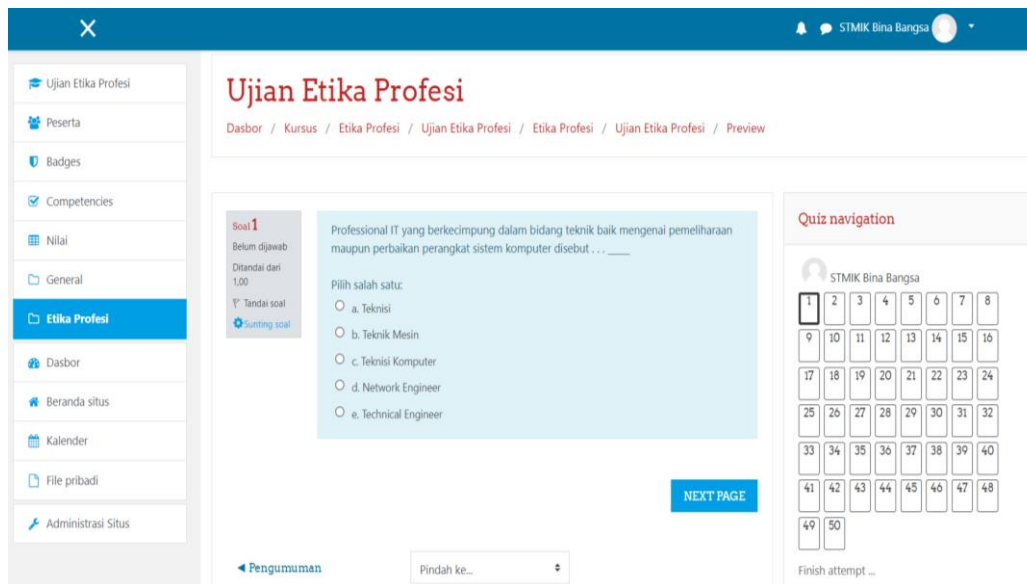 STMIK Bina Bangsa
Ujian Etika Profesi
Peserta
Badges
Competencies
Nilai
General
Etika Profesi
Dasbor
Beranda situs
Kalender
File pribadi
Administrasi Situs
Ujian Etika Profesi
Dasbor / Kursus / Etika Profesi / Ujian Etika Profesi / Etika Profesi / Ujian Etika Profesi / Preview
Soal 1
Belum dijawab
Ditandai dari
1,00
Tandai soal
Sunting soal
Professional IT yang berkecimpung dalam bidang teknik baik mengenai pemeliharaan
maupun perbaikan perangkat sistem komputer disebut . . . ____
Pilih salah satu:
a. Teknisi
b. Teknik Mesin
c. Teknisi Komputer
d. Network Engineer
e. Technical Engineer
NEXT PAGE
Pengumuman
Pindah ke...
Quiz navigation
STMIK Bina Bangsa
1 2 3 4 5 6 7 8
9 10 11 12 13 14 15 16
17 18 19 20 21 22 23 24
25 26 27 28 29 30 31 32
33 34 35 36 37 38 39 40
41 42 43 44 45 46 47 48
49 50
Finish attempt ...